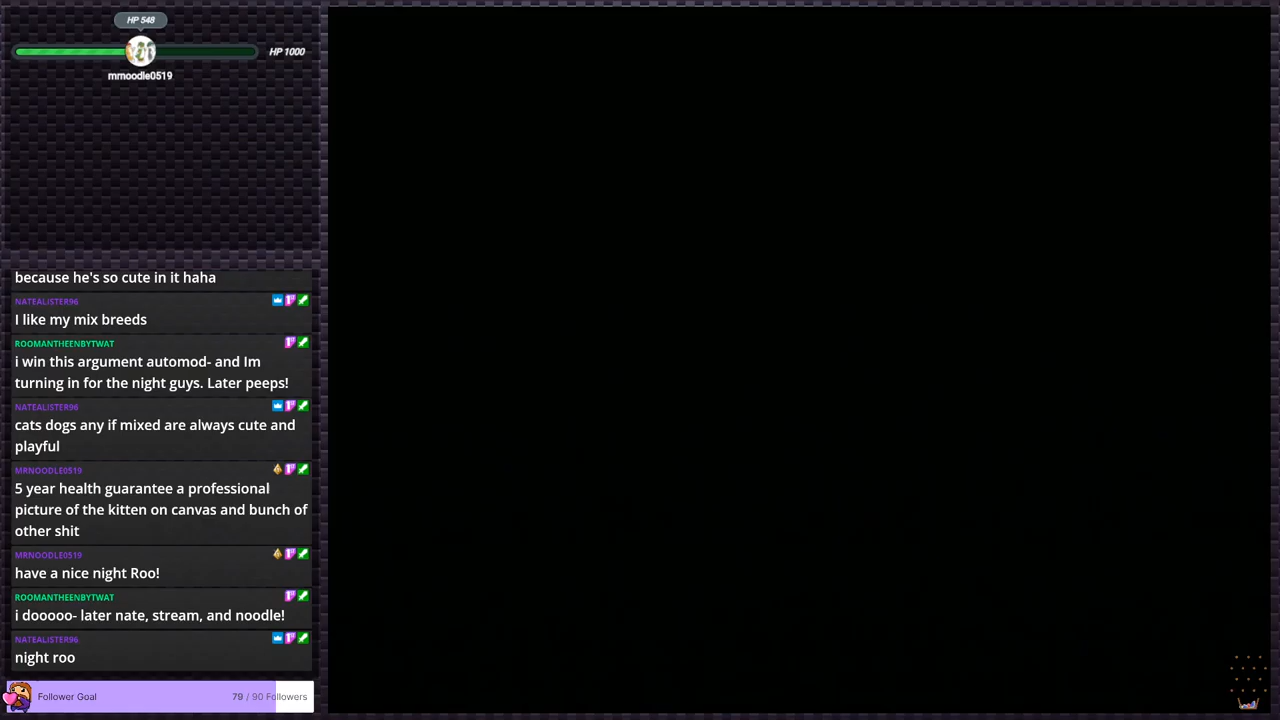 HP 548
HP 1000
mrnoodle0519
because he's so cute in it haha
NATEALISTER96
I like my mix breeds
ROOMANTHEENBYTWAT
i win this argument automod- and Im
turning in for the night guys. Later peeps!
NATEALISTER96
cats dogs any if mixed are always cute and
playful
MRNOODLE0519
5 year health guarantee a professional
picture of the kitten on canvas and bunch of
other shit
MRNOODLE0519
have a nice night Roo!
ROOMANTHEENBYTWAT
i dooooo- later nate, stream, and noodle!
NATEALISTER96
night roo
Follower Goal
79 / 90 Followers